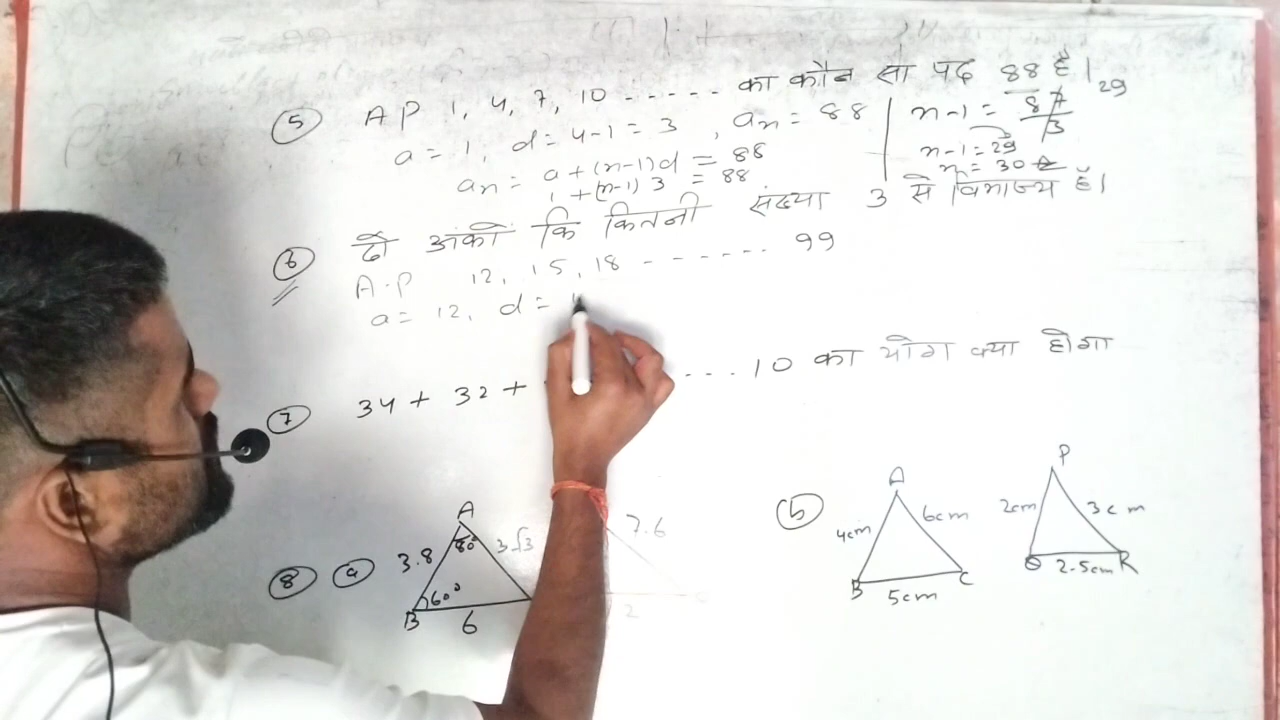 5 A P 1, 4, 7, 10 - - - - - का कौन सा पद 88 है।
a = 1, d = 4-1 = 3, an = 88
an = a + (n-1)d = 88
1 + (n-1) 3 = 88
n-1 = 87/3 29
n-1 = 29
n = 30
6 दो अंको कि कितनी संख्या 3 से विभाज्य है।
A.P 12, 15, 18 - - - - - - - 99
a = 12, d =
7 34 + 32 + - - - . 10 का योग क्या होगा
8 a A 80° 3.8 3√3 60° B 6
7.6
2
b A 4cm 6cm B 5cm C
P 2cm 3cm Q 2.5cm R